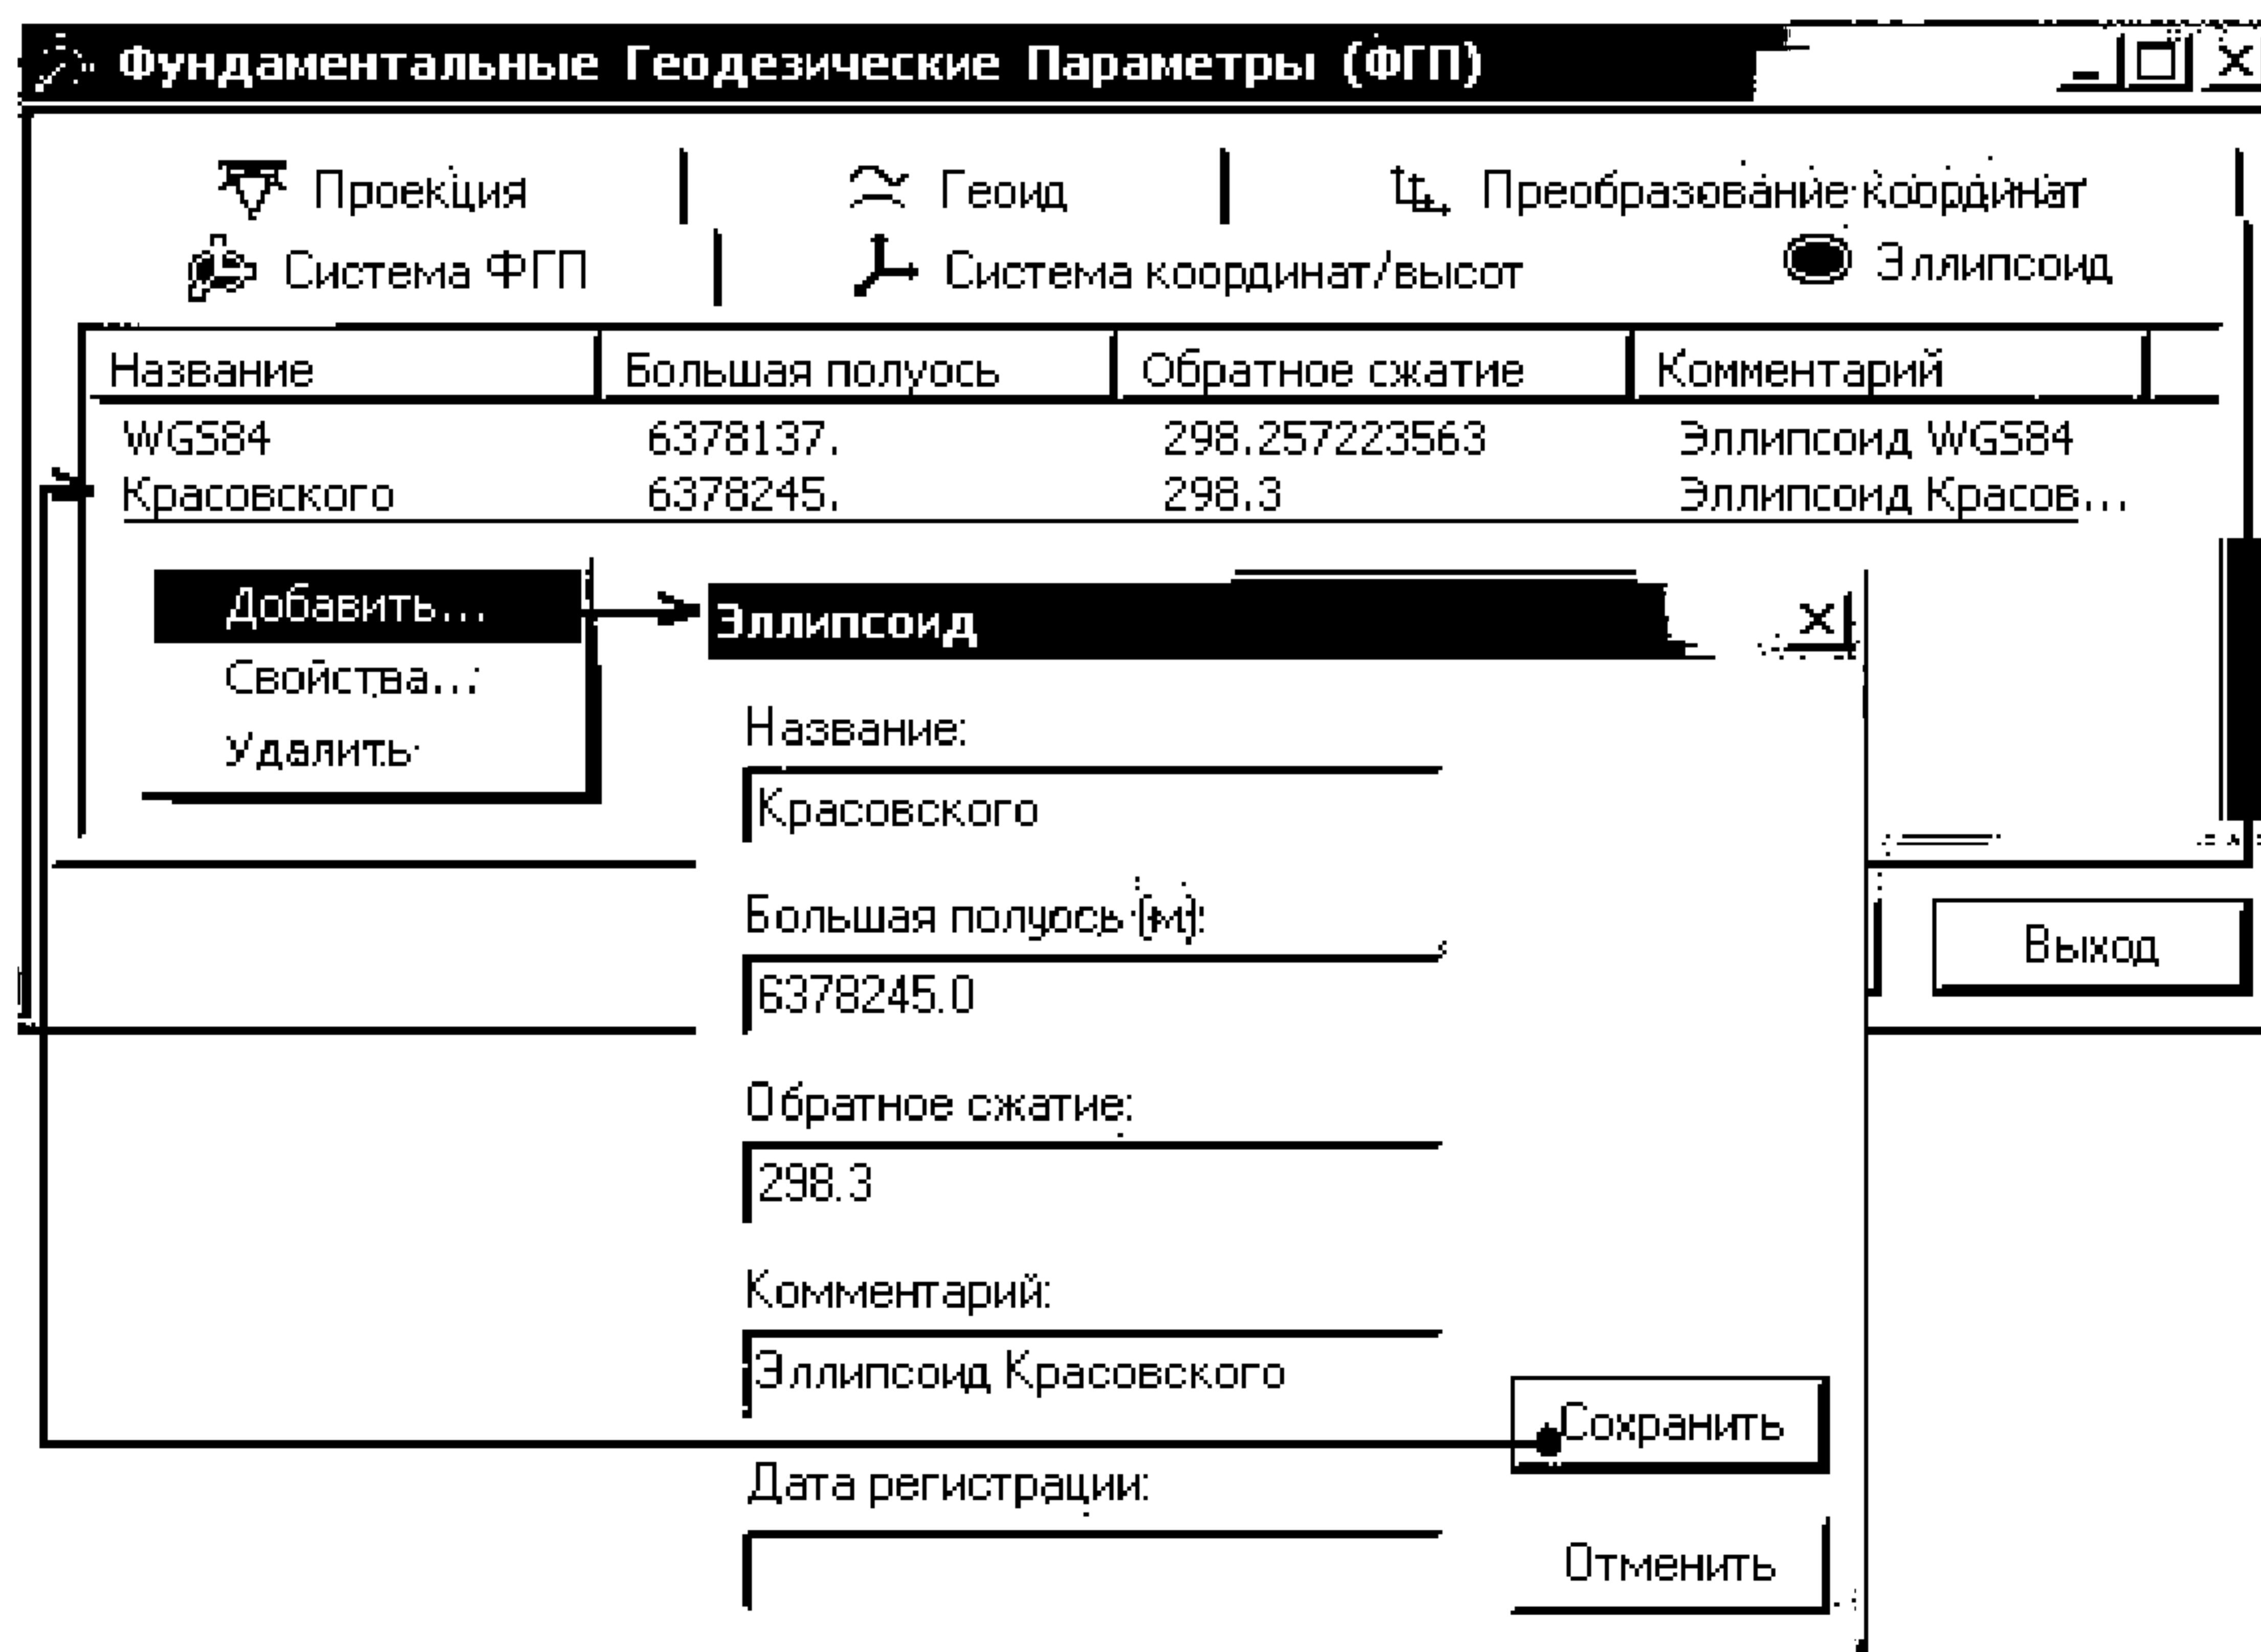 Фундаментальные Геодезические Параметры (ФГП)
Проекция Геоид Преобразование координат
Система ФГП Система координат/высот Эллипсоид
Название Большая полуось Обратное сжатие Комментарий
WGS84 6378137. 298.257223563 Эллипсоид WGS84
Красовского 6378245. 298.3 Эллипсоид Красов...
Добавить...
Свойства...
Удалить
Эллипсоид
Название:
Красовского
Большая полуось (м):
6378245.0
Выход
Обратное сжатие:
298.3
Комментарий:
Эллипсоид Красовского
Сохранить
Дата регистрации:
Отменить